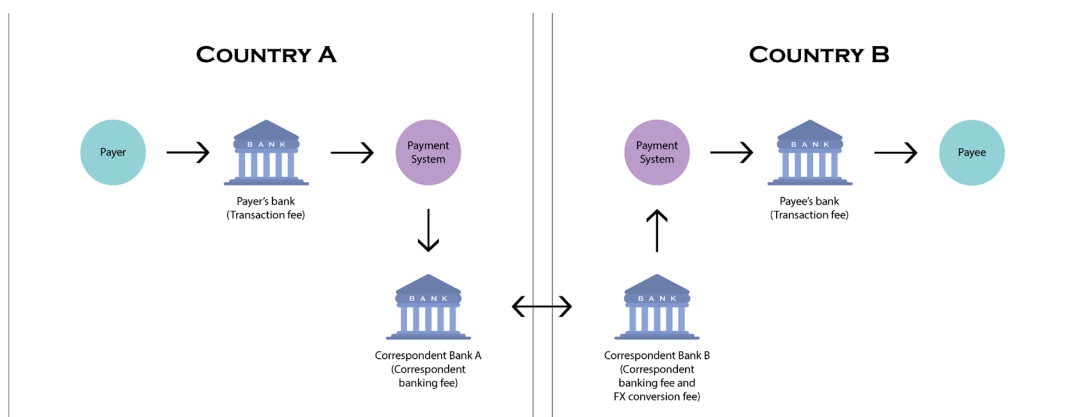 COUNTRY A
COUNTRY B
Payer
BANK
Payer's bank
(Transaction fee)
Payment
System
Payment
System
BANK
Payee's bank
(Transaction fee)
Payee
BANK
Correspondent Bank A
(Correspondent
banking fee)
BANK
Correspondent Bank B
(Correspondent
banking fee and
FX conversion fee)